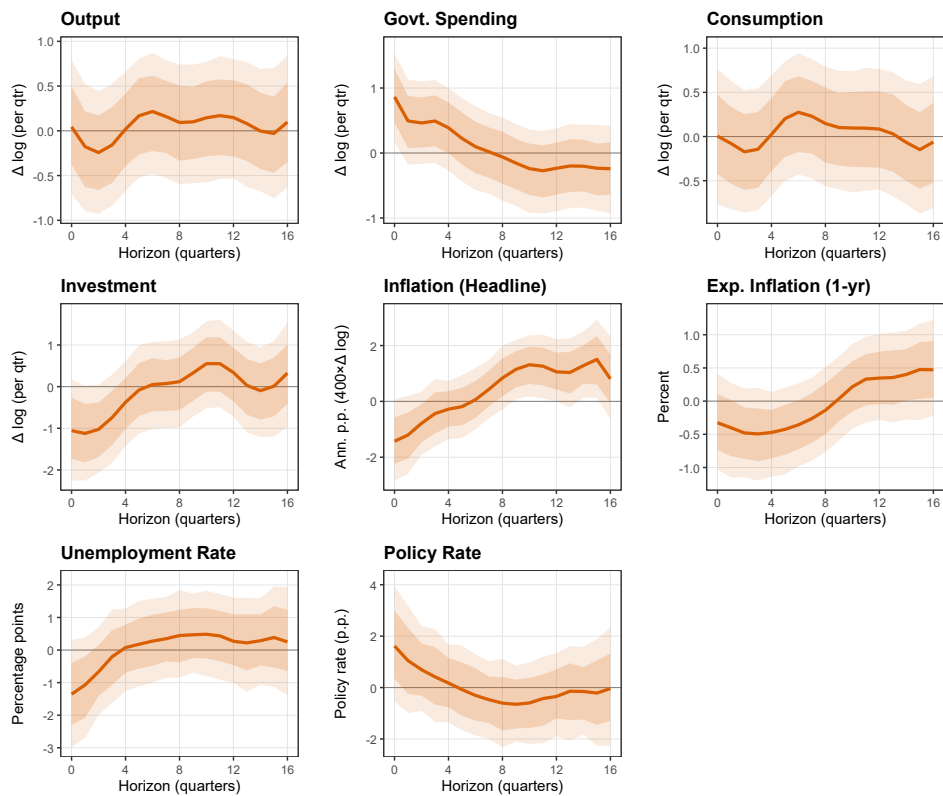 Output
Δ log (per qtr)
1.0
0.5
0.0
-0.5
-1.0
0 4 8 12 16
Horizon (quarters)
Govt. Spending
Δ log (per qtr)
1
0
-1
0 4 8 12 16
Horizon (quarters)
Consumption
Δ log (per qtr)
1.0
0.5
0.0
-0.5
0 4 8 12 16
Horizon (quarters)
Investment
Δ log (per qtr)
1
0
-1
-2
0 4 8 12 16
Horizon (quarters)
Inflation (Headline)
Ann. p.p. (400×Δ log)
2
0
-2
0 4 8 12 16
Horizon (quarters)
Exp. Inflation (1-yr)
Percent
1.0
0.5
0.0
-0.5
-1.0
0 4 8 12 16
Horizon (quarters)
Unemployment Rate
Percentage points
2
1
0
-1
-2
-3
0 4 8 12 16
Horizon (quarters)
Policy Rate
Policy rate (p.p.)
4
2
0
-2
0 4 8 12 16
Horizon (quarters)